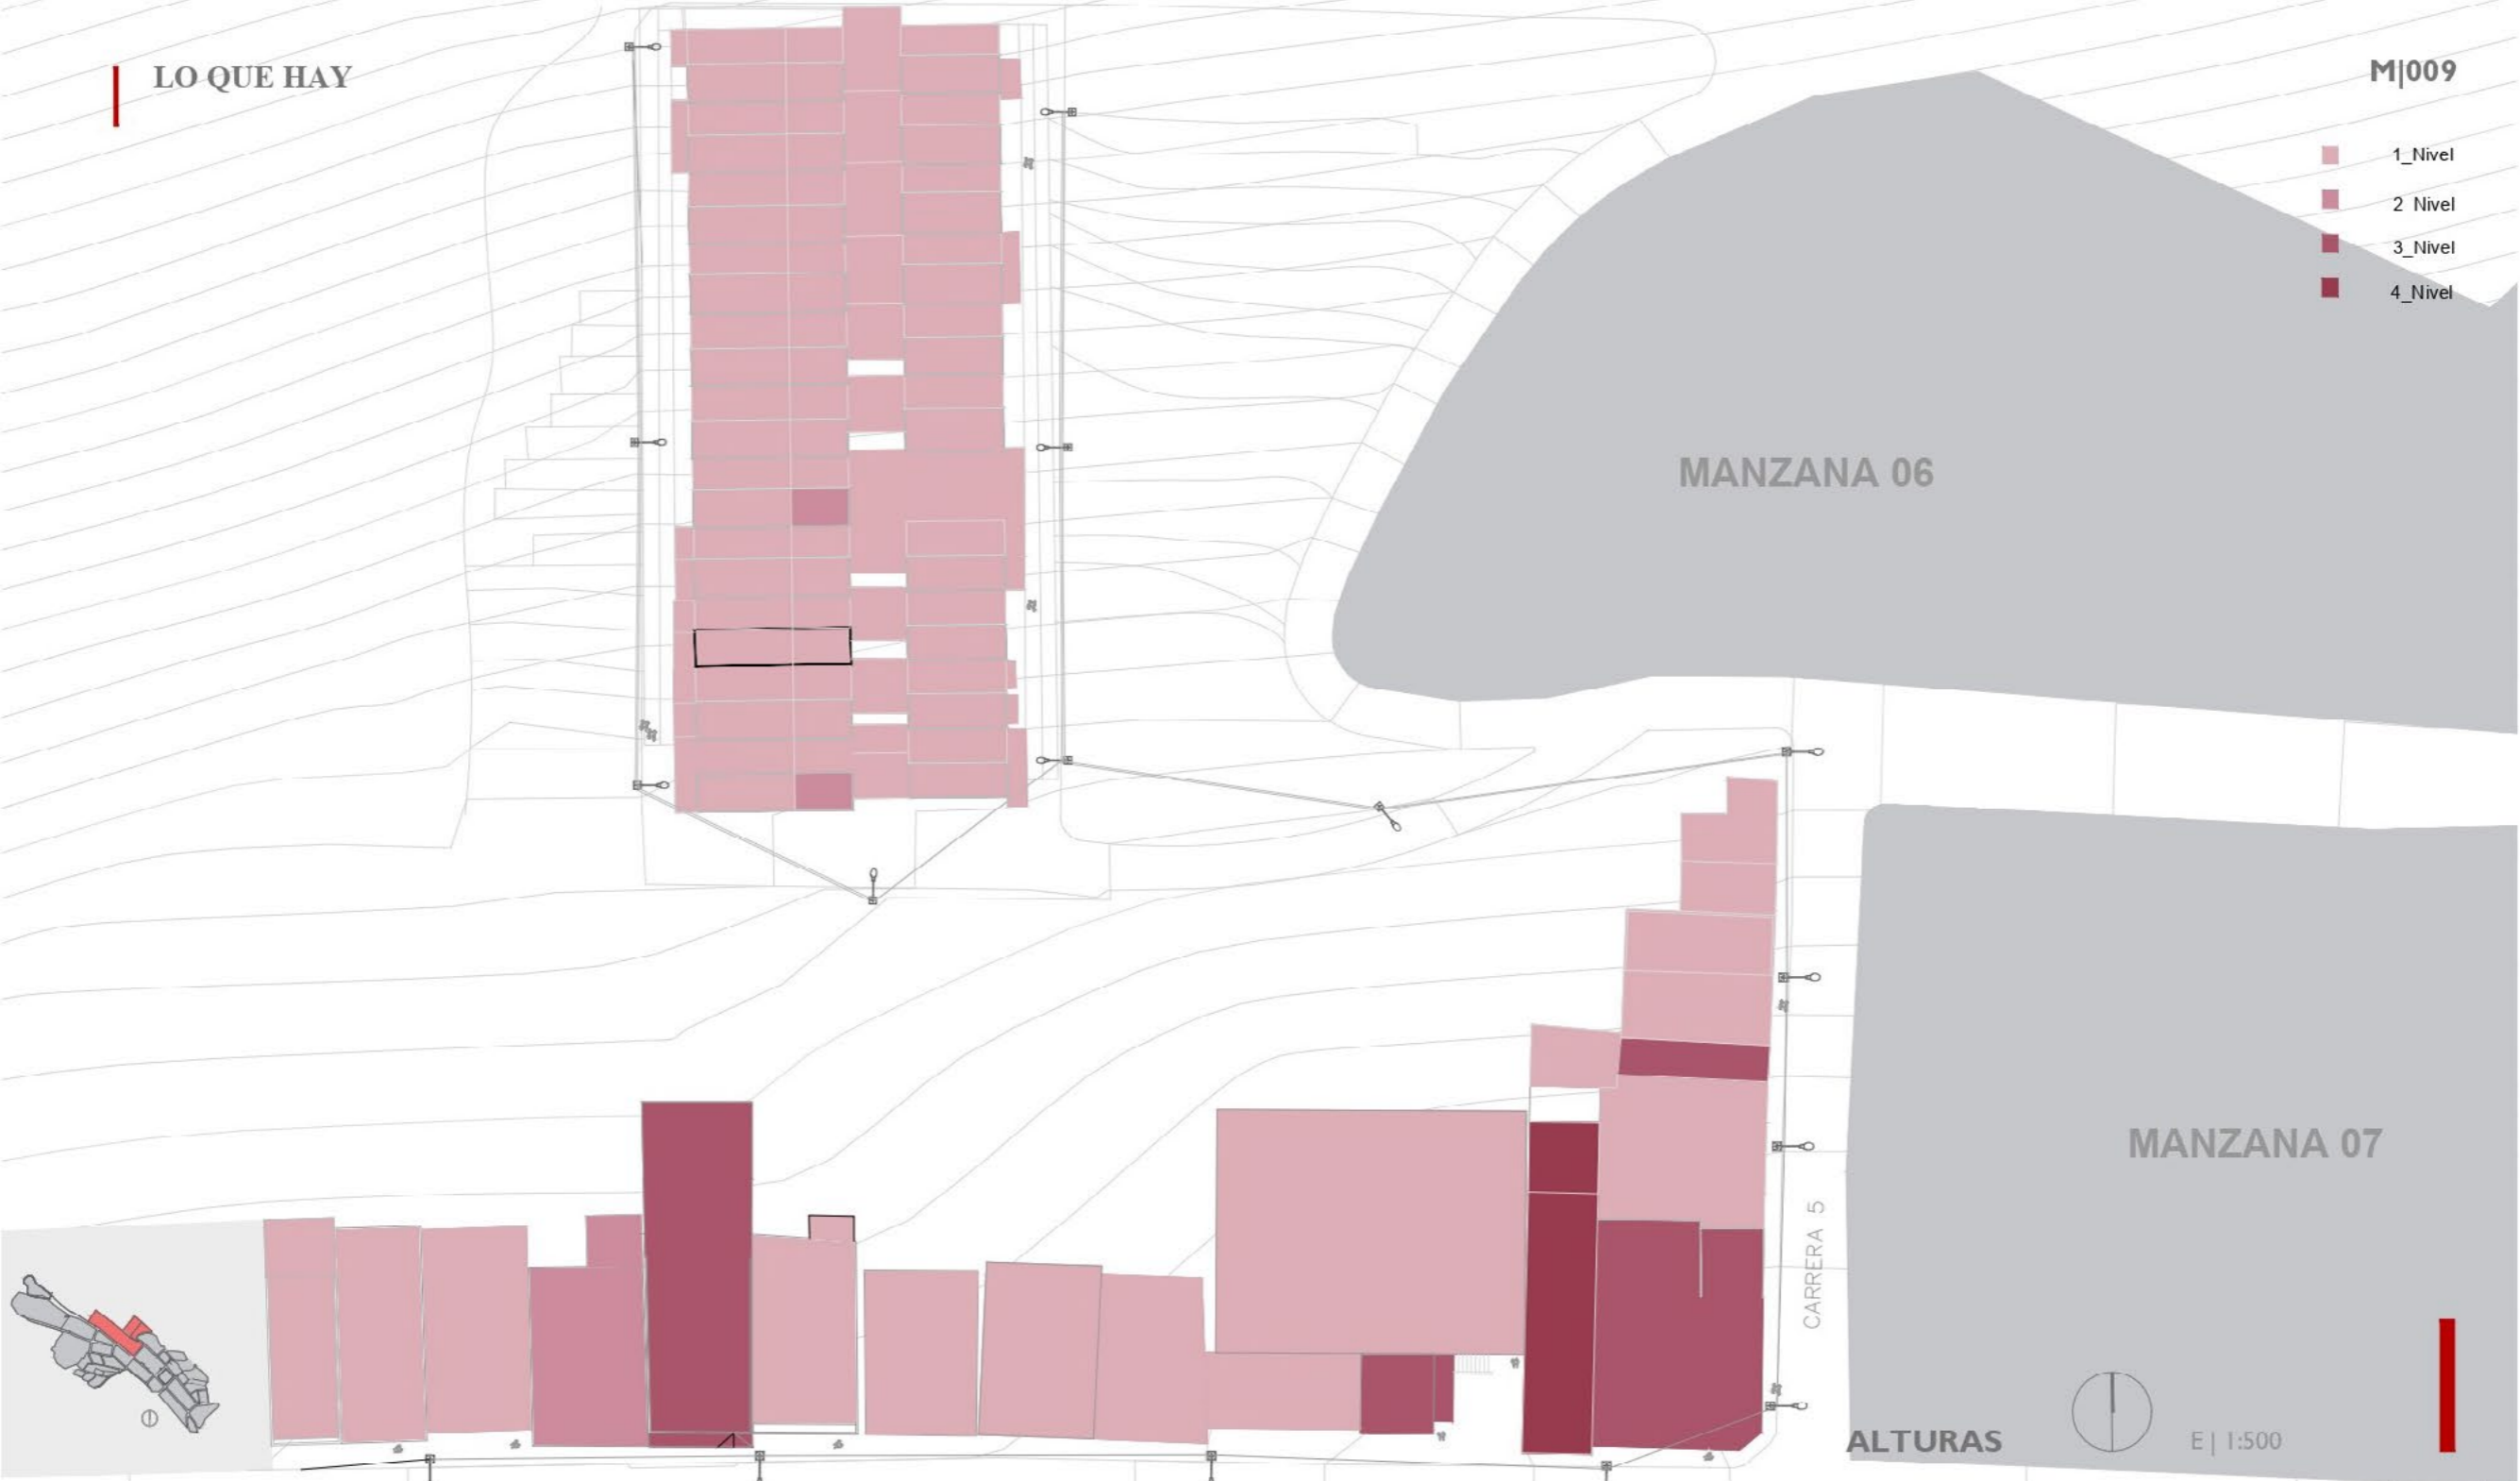 LO QUE HAY
M|009
1_Nivel
2 Nivel
3_Nivel
4_Nivel
MANZANA 06
MANZANA 07
CARRERA 5
ALTURAS
E| 1:500